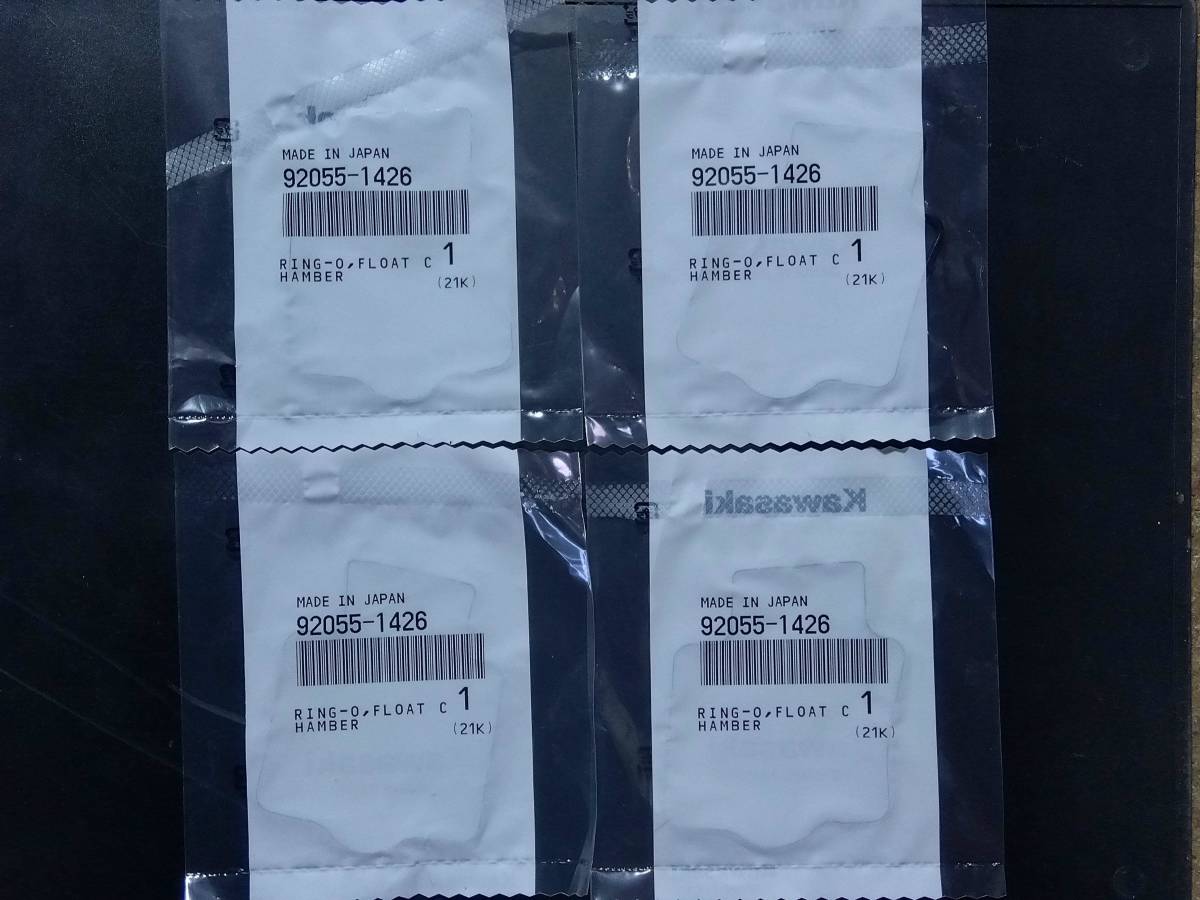 MADE IN JAPAN
92055-1426
RING-O,FLOAT C 1
HAMBER (21K)
MADE IN JAPAN
92055-1426
RING-O,FLOAT C 1
HAMBER (21K)
Kawasaki
MADE IN JAPAN
92055-1426
RING-O,FLOAT C 1
HAMBER (21K)
MADE IN JAPAN
92055-1426
RING-O,FLOAT C 1
HAMBER (21K)